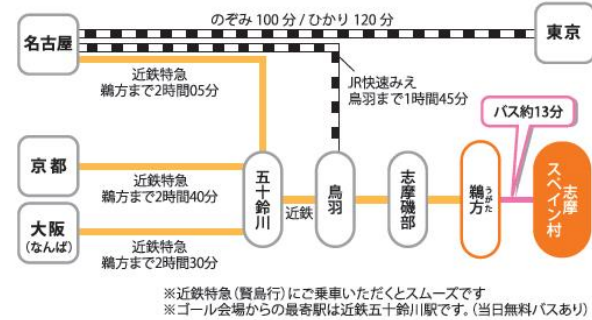 のぞみ 100 分 / ひかり 120 分
名古屋
東京
近鉄特急
鵜方まで2時間05分
JR快速みえ
鳥羽まで1時間45分
バス約13分
京都
近鉄特急
鵜方まで2時間40分
大阪
(なんば)
近鉄特急
鵜方まで2時間30分
五十鈴川
近鉄
鳥羽
志摩磯部
鵜方
うがた
志摩
スペイン村
※近鉄特急(賢島行)にご乗車いただくとスムーズです
※ゴール会場からの最寄駅は近鉄五十鈴川駅です。(当日無料バスあり)